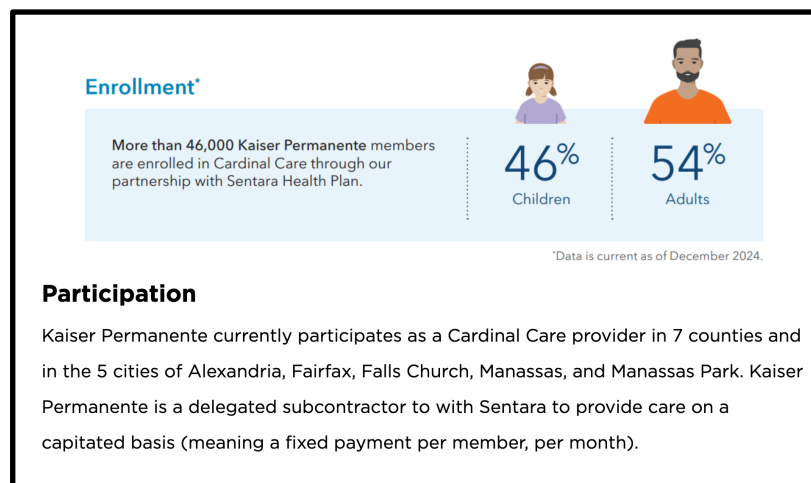 Enrollment*
More than 46,000 Kaiser Permanente members
are enrolled in Cardinal Care through our
partnership with Sentara Health Plan.
46%
Children
54%
Adults
*Data is current as of December 2024.
Participation
Kaiser Permanente currently participates as a Cardinal Care provider in 7 counties and
in the 5 cities of Alexandria, Fairfax, Falls Church, Manassas, and Manassas Park. Kaiser
Permanente is a delegated subcontractor to with Sentara to provide care on a
capitated basis (meaning a fixed payment per member, per month).